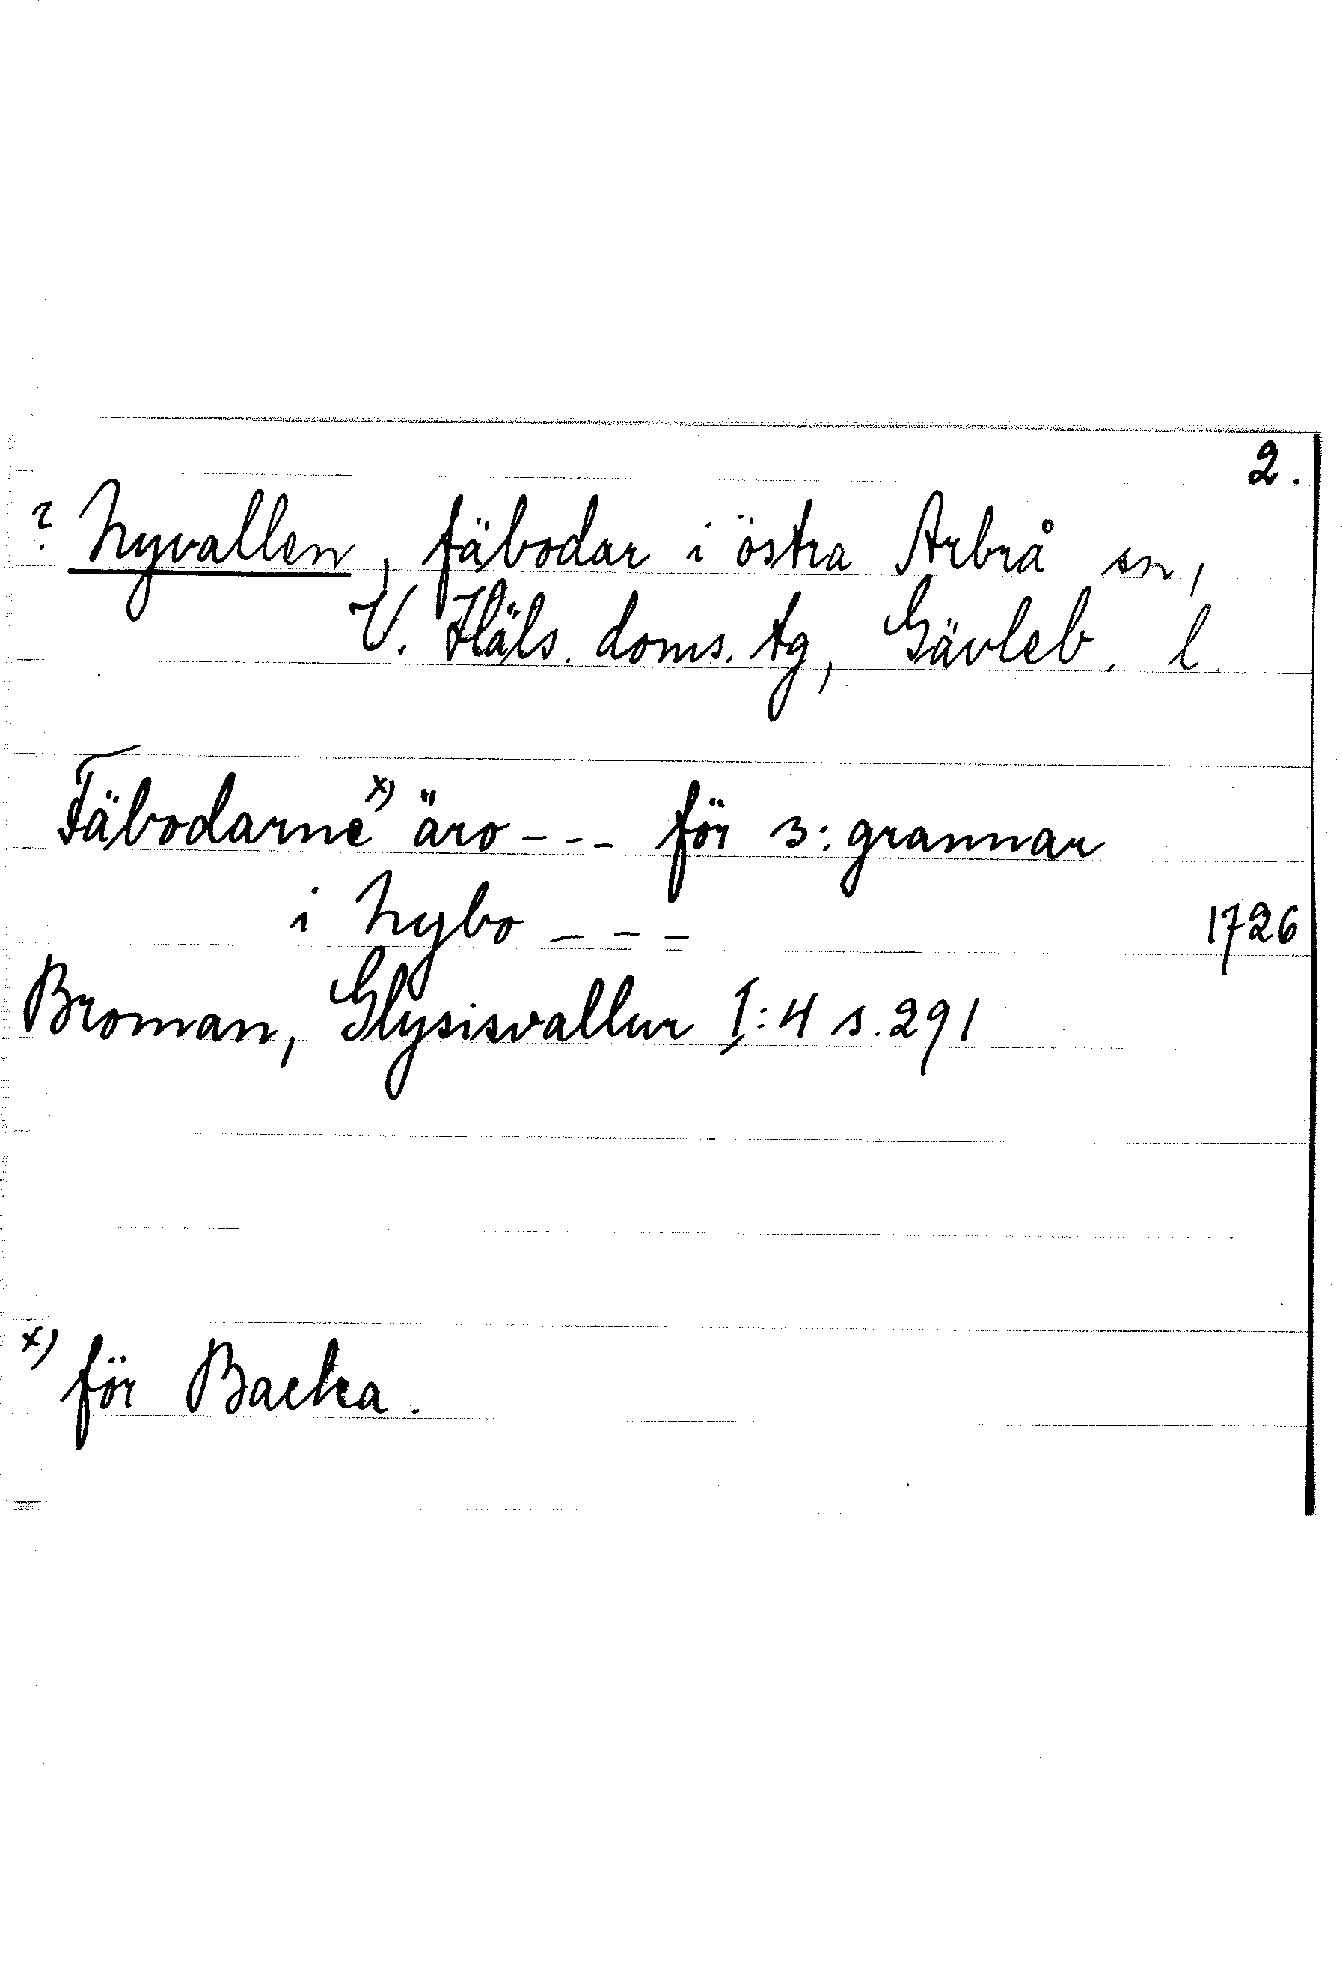 2.
? Nyvallen, fäbodar i östra Arbrå sn,
V. Häls. doms. tg, Gävleb. l.
Fäbodarne x) äro - - - för 3: grannar
i Nybo - - - 1726
Broman, Glysisvallur I:4 s. 291
x) för Backa.